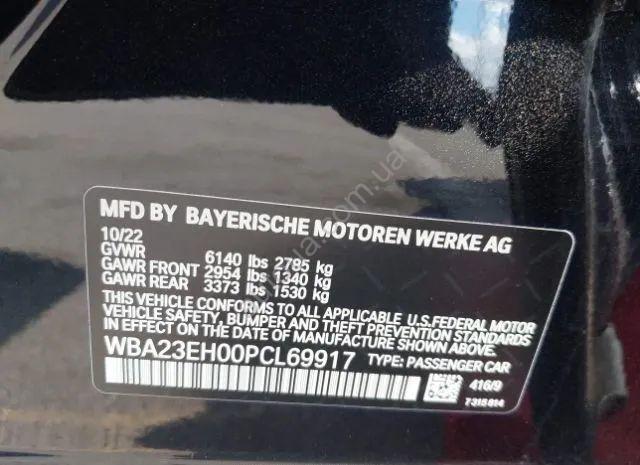 MFD BY BAYERISCHE MOTOREN WERKE AG
10/22
GVWR 6140 lbs 2785 kg
GAWR FRONT 2954 lbs 1340 kg
GAWR REAR 3373 lbs 1530 kg
THIS VEHICLE CONFORMS TO ALL APPLICABLE U.S.FEDERAL MOTOR
VEHICLE SAFETY, BUMPER AND THEFT PREVENTION STANDARDS
IN EFFECT ON THE DATE OF MANUFACTURE SHOWN ABOVE.
WBA23EH00PCL69917 TYPE: PASSENGER CAR
416/9
7315814